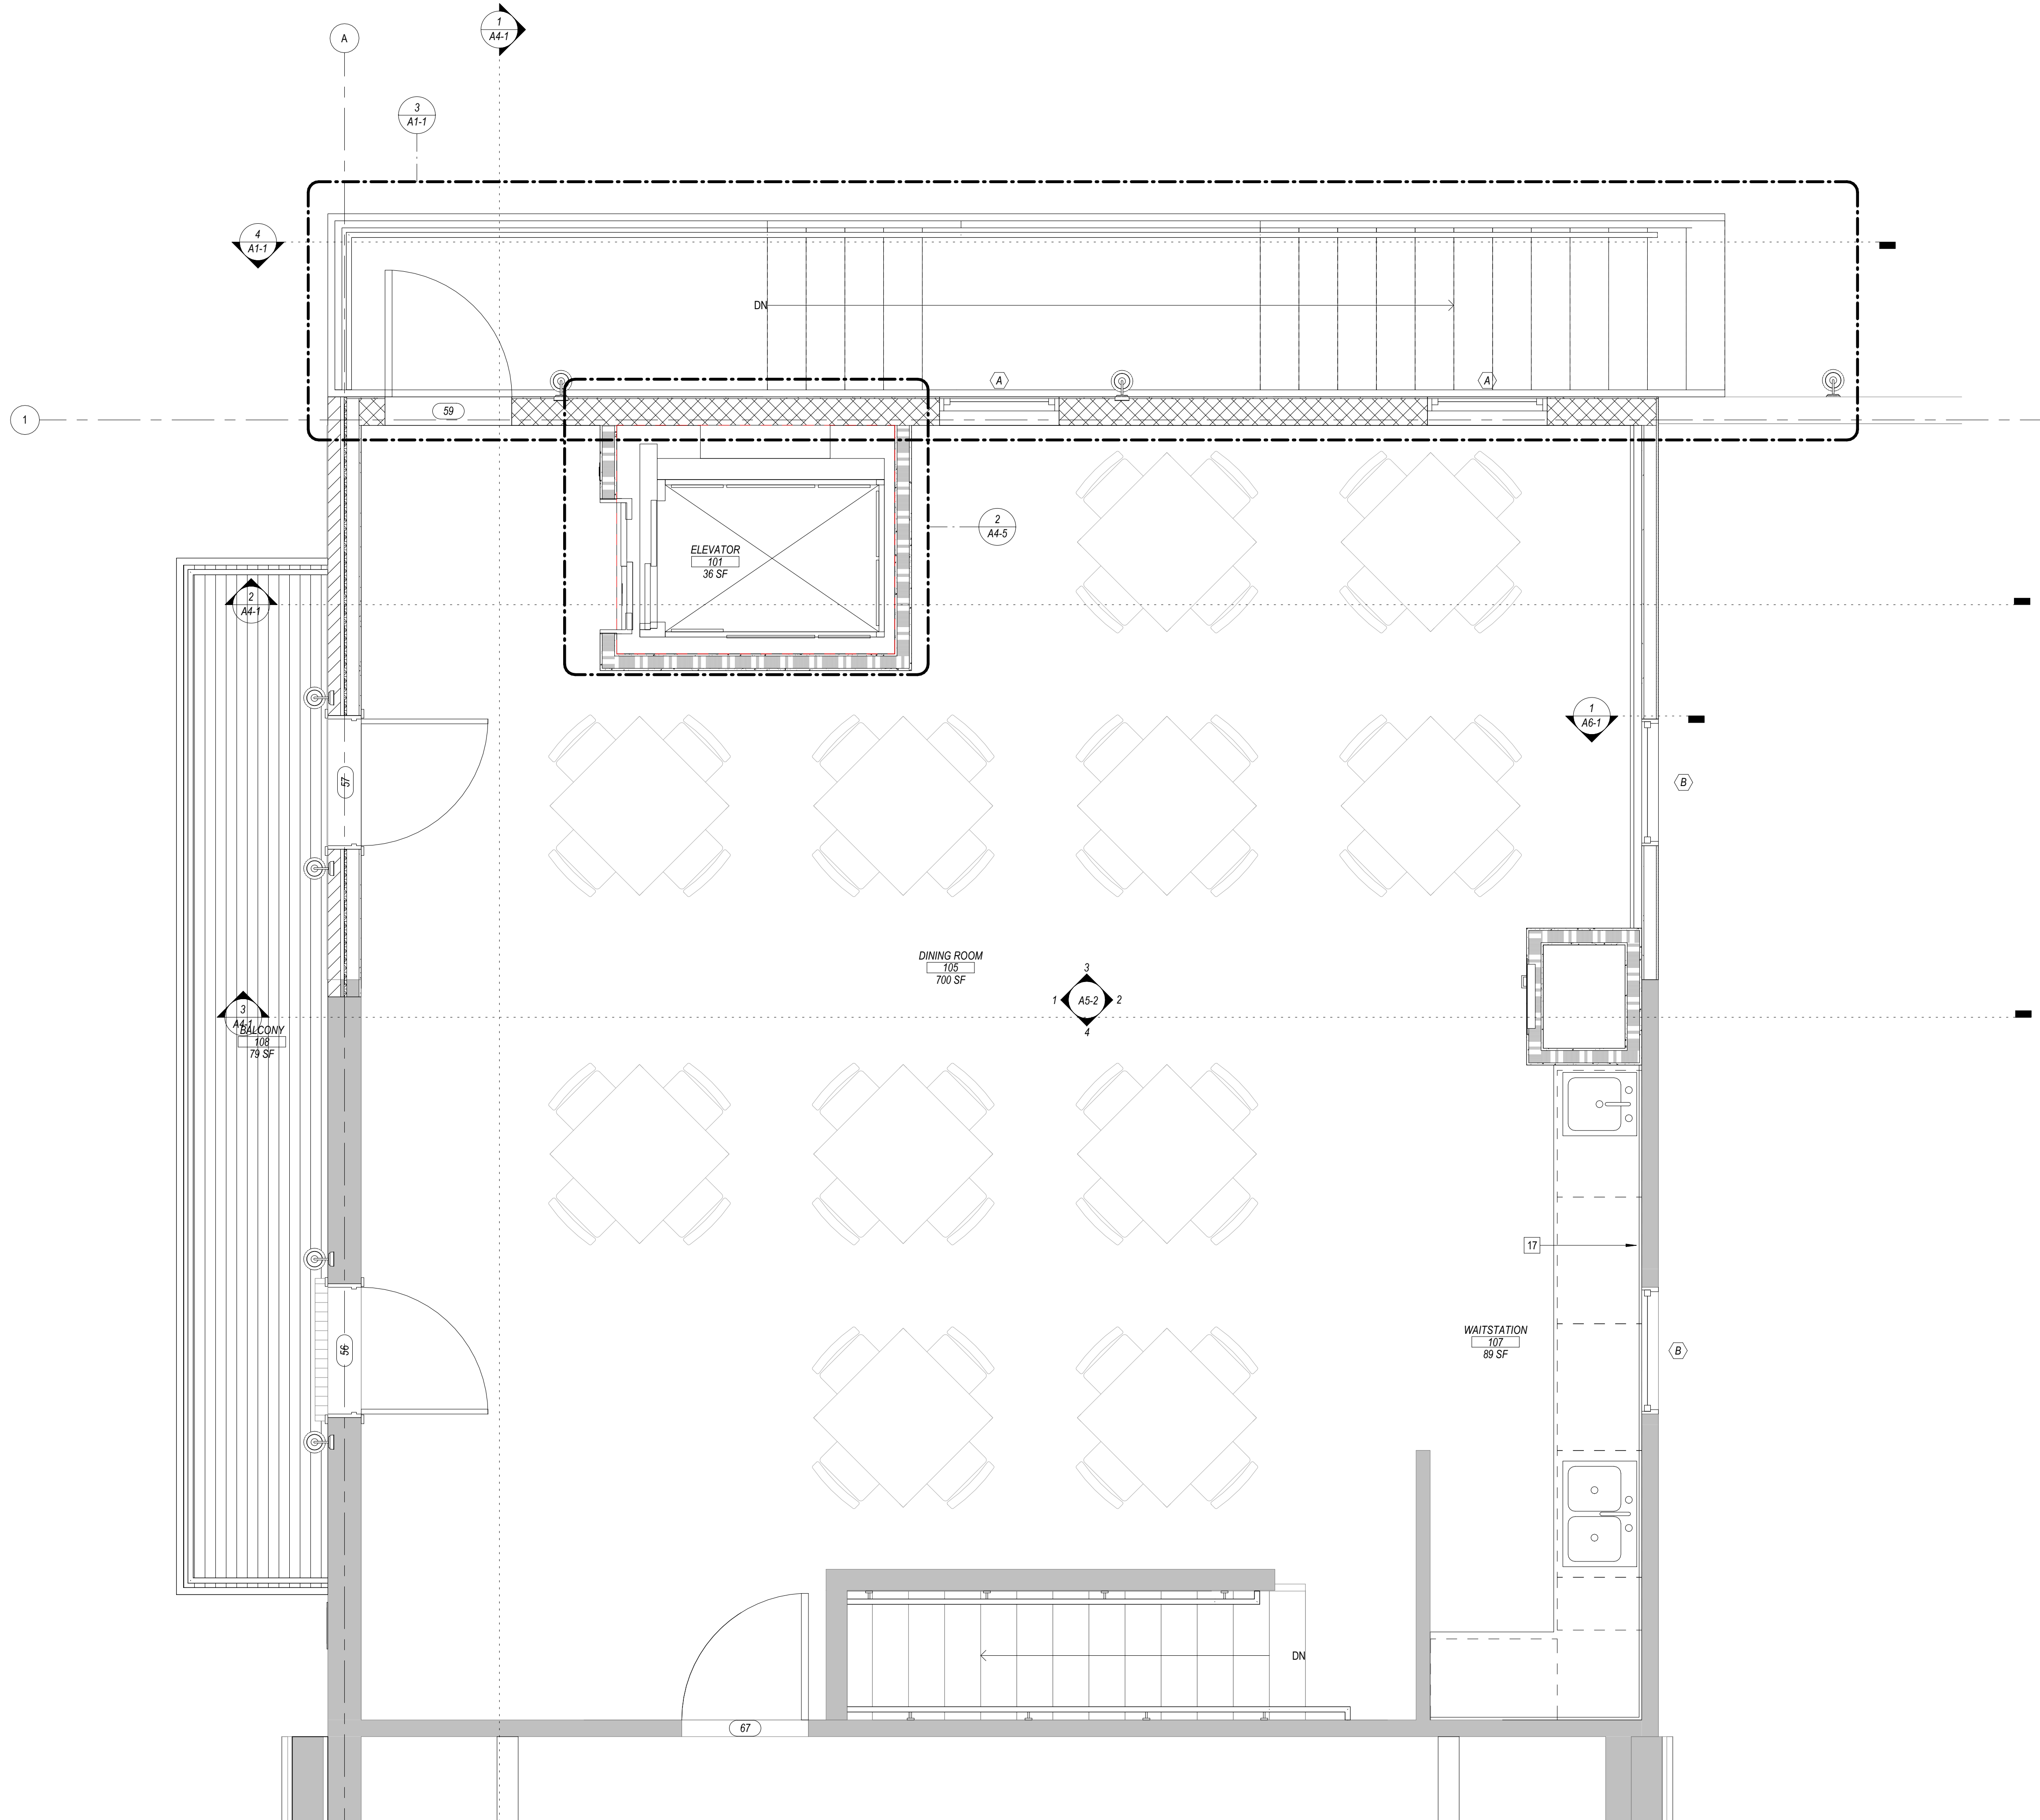 1
A4-1
A
3
A1-1
4
A1-1
DN
A
A
59
1
2
A4-5
ELEVATOR
101
36 SF
2
A4-1
1
A6-1
57
B
DINING ROOM
105
700 SF
3
1
A5-2
2
4
3
A4-1
BALCONY
108
79 SF
17
WAITSTATION
107
89 SF
56
B
DN
67